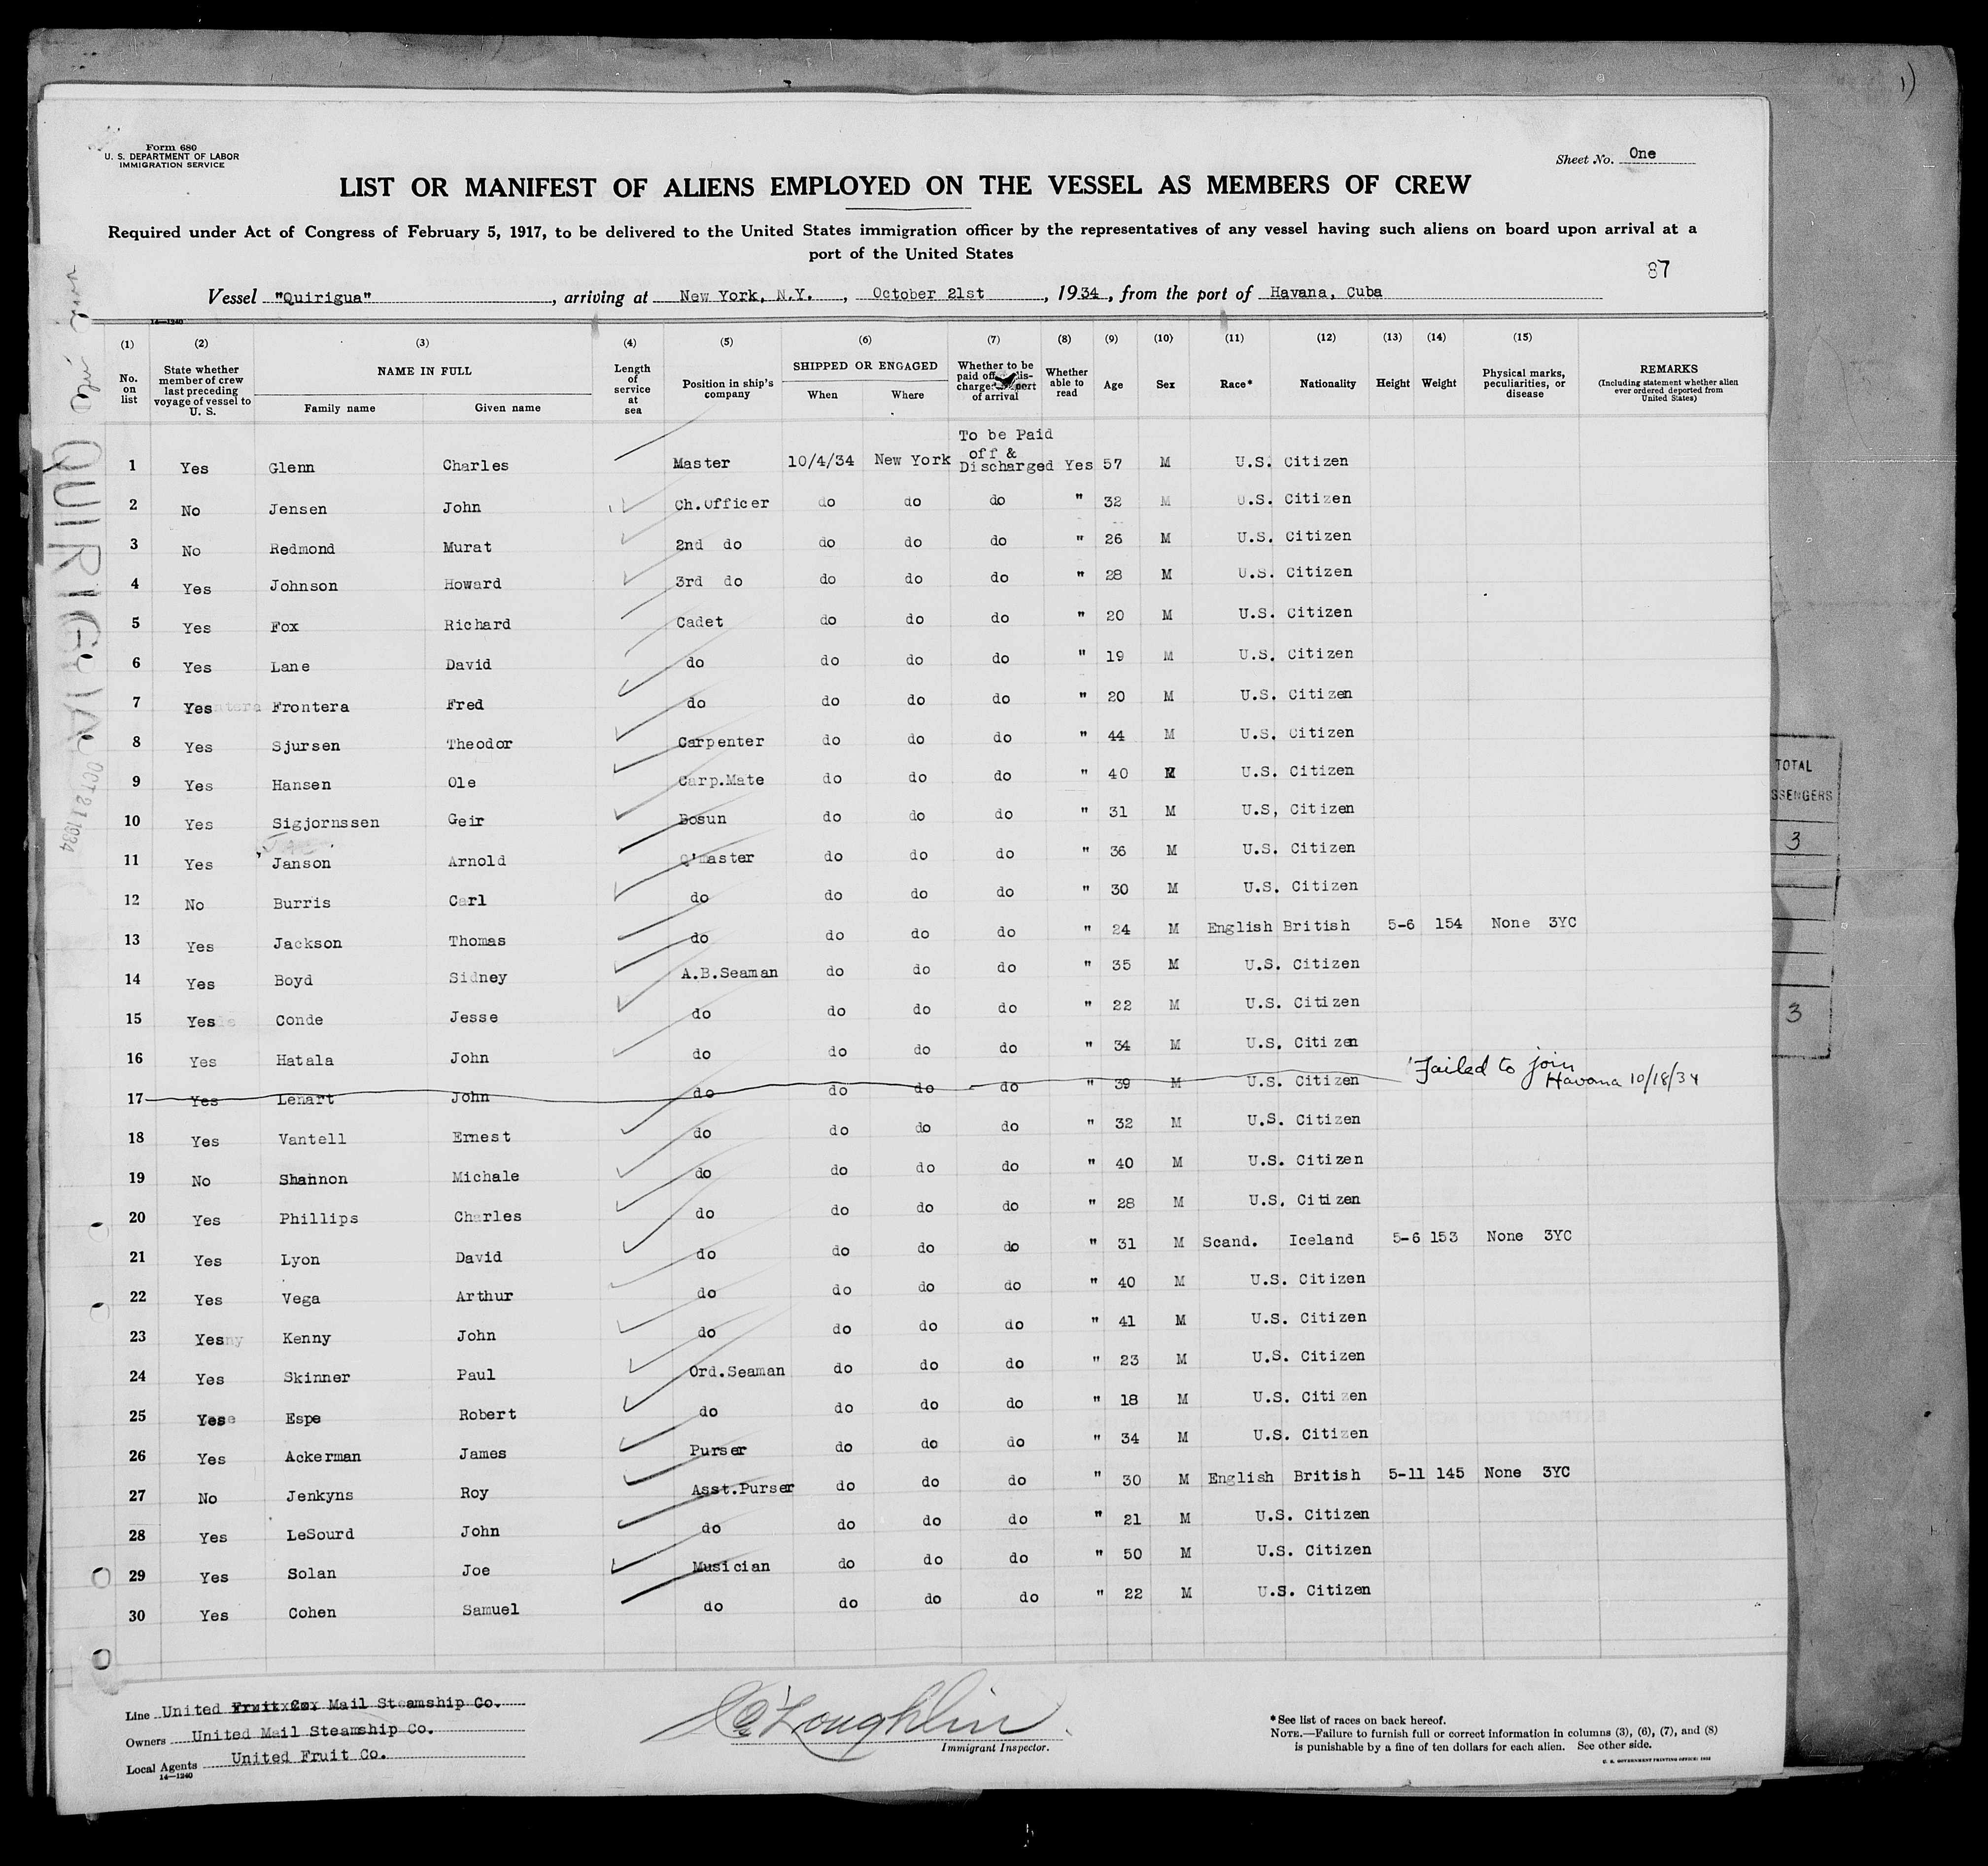 Form 680
U. S. DEPARTMENT OF LABOR
IMMIGRATION SERVICE
Sheet No. One
LIST OR MANIFEST OF ALIENS EMPLOYED ON THE VESSEL AS MEMBERS OF CREW
Required under Act of Congress of February 5, 1917, to be delivered to the United States immigration officer by the representatives of any vessel having such aliens on board upon arrival at a
port of the United States
87
Vessel "Quirigua", arriving at New York, N.Y., October 21st, 1934, from the port of Havana, Cuba
14—1240
(1) (2) (3) (4) (5) (6) (7) (8) (9) (10) (11) (12) (13) (14) (15)
No. on list State whether member of crew last preceding voyage of vessel to U. S. NAME IN FULL Family name Given name Length of service at sea Position in ship's company SHIPPED OR ENGAGED When Where Whether to be paid off of arrival Whether able to read Age Sex Race* Nationality Height Weight Physical marks, peculiarities, or disease REMARKS (Including statement whether alien ever ordered deported from United States)
To be Paid
off &
1 Yes Glenn Charles Master 10/4/34 New York Discharged Yes 57 M U.S. Citizen
2 No Jensen John Ch.Officer do do do " 32 M U.S. Citizen
3 No Redmond Murat 2nd do do do do " 26 M U.S. Citizen
4 Yes Johnson Howard 3rd do do do do " 28 M U.S. Citizen
5 Yes Fox Richard Cadet do do do " 20 M U.S. Citizen
6 Yes Lane David do do do do " 19 M U.S. Citizen
7 Yes Frontera Fred do do do do " 20 M U.S. Citizen
8 Yes Sjursen Theodor Carpenter do do do " 44 M U.S. Citizen
9 Yes Hansen Ole Carp.Mate do do do " 40 M U.S. Citizen
10 Yes Sigjornssen Geir Bosun do do do " 31 M U.S, Citizen
11 Yes Janson Arnold Q'master do do do " 36 M U.S. Citizen
12 No Burris Carl do do do do " 30 M U.S. Citizen
13 Yes Jackson Thomas do do do do " 24 M English British 5-6 154 None 3YC
14 Yes Boyd Sidney A.B.Seaman do do do " 35 M U.S. Citizen
15 Yes Conde Jesse do do do do " 22 M U.S. Citizen
16 Yes Hatala John do do do do " 34 M U.S. Citizen
17 Yes Lenart John do do do do " 39 M U.S. Citizen Failed to join
Havana 10/18/34
18 Yes Vantell Ernest do do do do " 32 M U.S. Citizen
19 No Shannon Michale do do do do " 40 M U.S. Citizen
20 Yes Phillips Charles do do do do " 28 M U.S. Citizen
21 Yes Lyon David do do do do " 31 M Scand. Iceland 5-6 153 None 3YC
22 Yes Vega Arthur do do do do " 40 M U.S. Citizen
23 Yes Kenny John do do do do " 41 M U.S. Citizen
24 Yes Skinner Paul Ord.Seaman do do do " 23 M U.S. Citizen
25 Yes Espe Robert do do do do " 18 M U.S. Citizen
26 Yes Ackerman James Purser do do do " 34 M U.S. Citizen
27 No Jenkyns Roy Asst.Purser do do do " 30 M English British 5-11 145 None 3YC
28 Yes LeSourd John do do do do " 21 M U.S. Citizen
29 Yes Solan Joe Musician do do do " 50 M U.S. Citizen
30 Yes Cohen Samuel do do do do " 22 M U.S. Citizen
Line United Fruit Co Mail Steamship Co.
Owners United Mail Steamship Co.
Local Agents United Fruit Co.
14—1240
Immigrant Inspector.
*See list of races on back hereof.
NOTE.—Failure to furnish full or correct information in columns (3), (6), (7), and (8)
is punishable by a fine of ten dollars for each alien. See other side.
QUIRIGUA
OCT 21 1934
TOTAL
SSENGERS
3
3